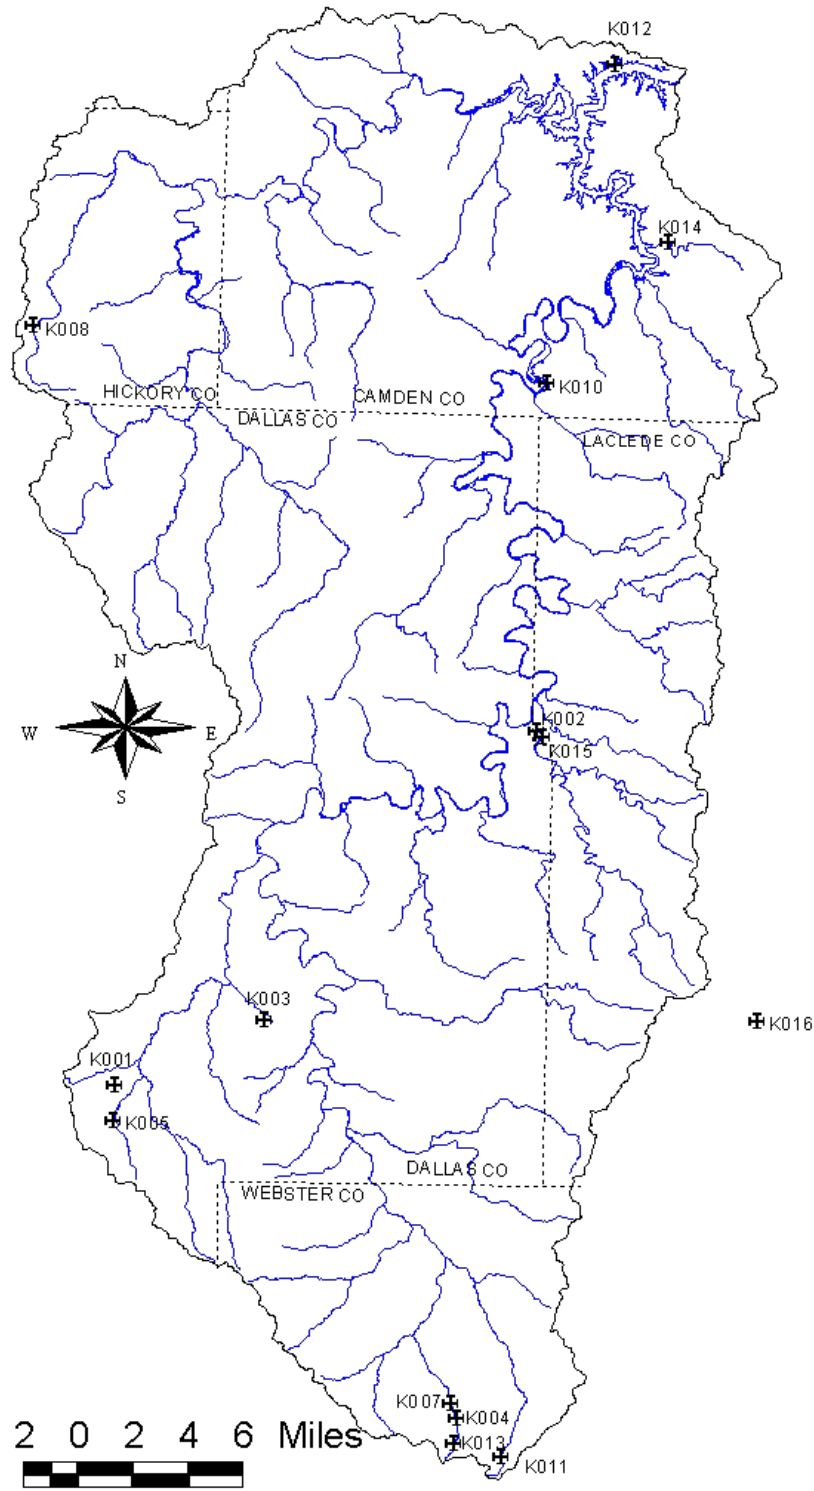 K012
K014
K008
K010
HICKORY CO
CAMDEN CO
DALLAS CO
LACLEDE CO
N
W E
S
K002
K015
K003
K016
K001
K005
DALLAS CO
WEBSTER CO
K007
K004
K013
K011
2 0 2 4 6 Miles